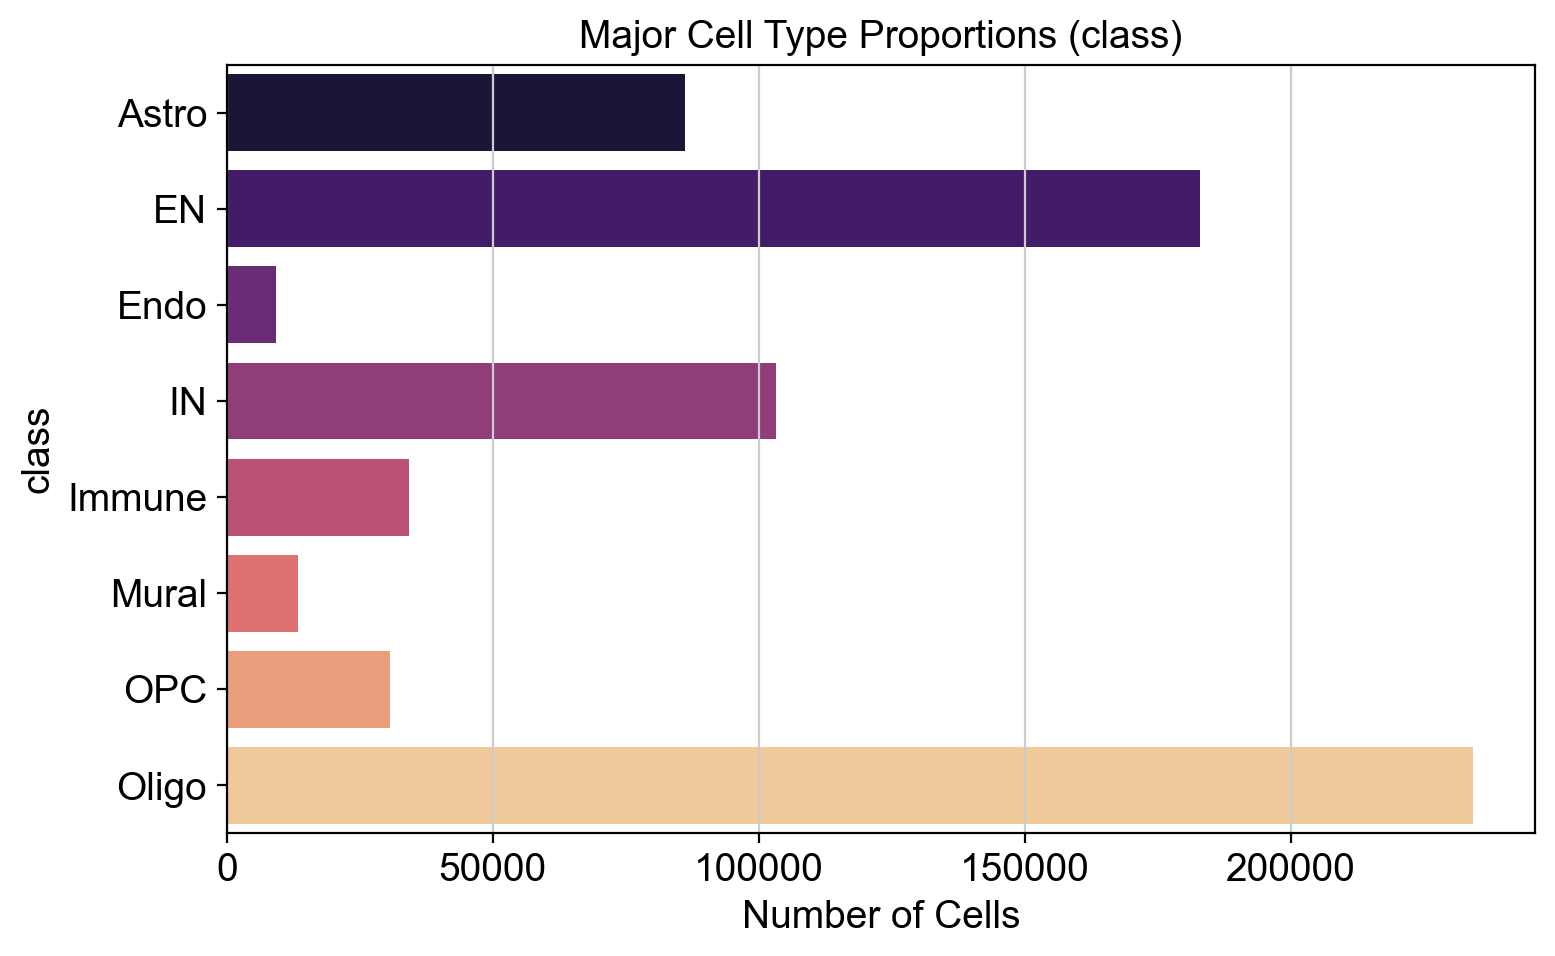 Major Cell Type Proportions (class)
Astro
EN
Endo
IN
Immune
Mural
OPC
Oligo
class
0 50000 100000 150000 200000
Number of Cells